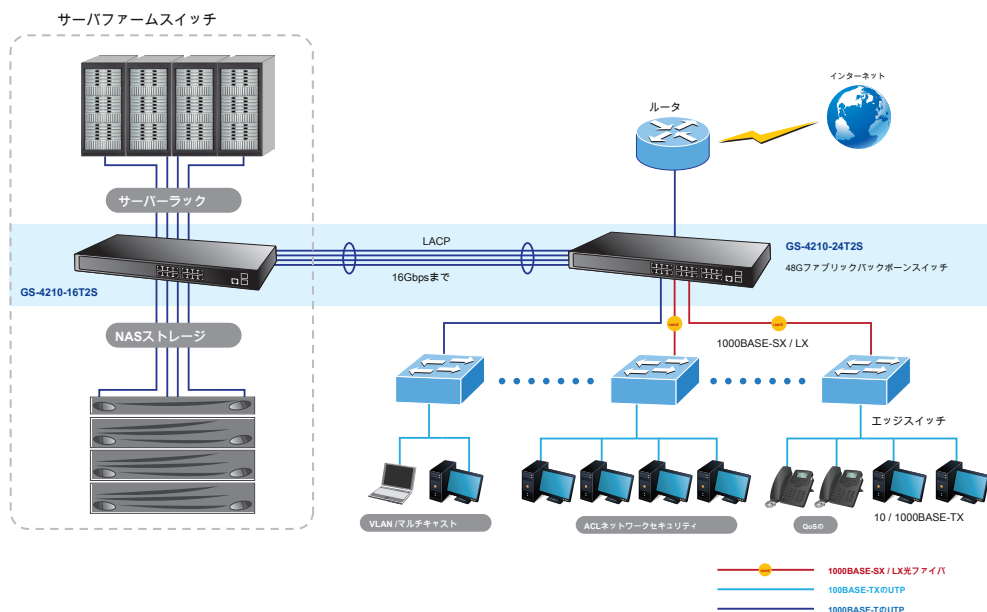 サーバファームスイッチ
インターネット
ルータ
サーバーラック
LACP
GS-4210-24T2S
48Gファブリックバックボーンスイッチ
16Gbpsまで
GS-4210-16T2S
NASストレージ
1000BASE-SX / LX
エッジスイッチ
VLAN /マルチキャスト
ACLネットワークセキュリティ
QoSの
10 / 1000BASE-TX
1000BASE-SX / LX光ファイバ
100BASE-TXのUTP
1000BASE-TのUTP